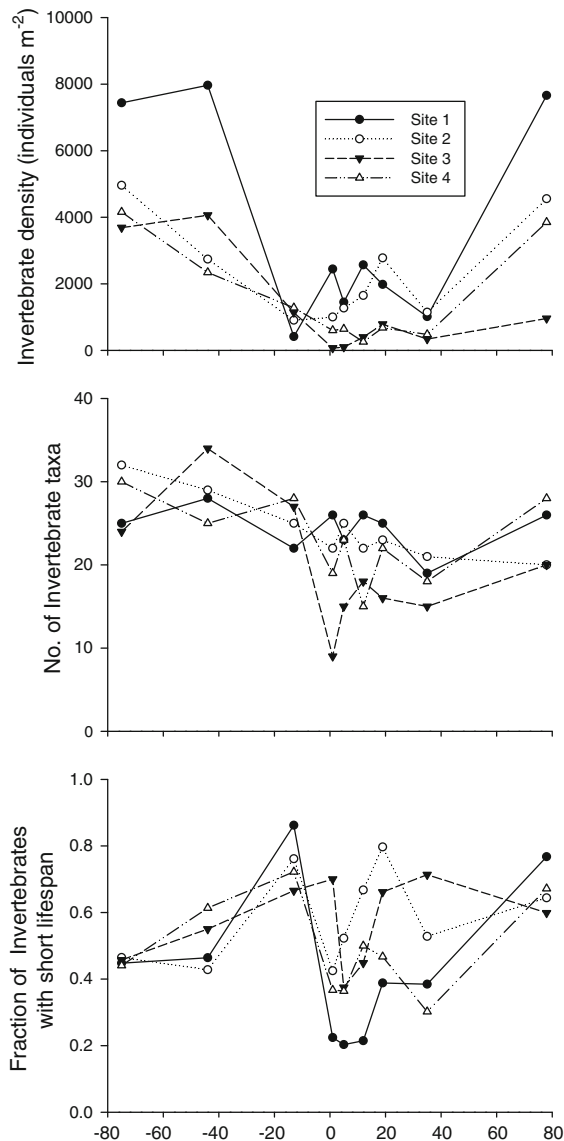 10000
8000
6000
4000
2000
0
Invertebrate density (individuals m⁻²)
Site 1
Site 2
Site 3
Site 4
40
30
20
10
0
No. of Invertebrate taxa
1.0
0.8
0.6
0.4
0.2
0.0
Fraction of Invertebrates
with short lifespan
-80 -60 -40 -20 0 20 40 60 80